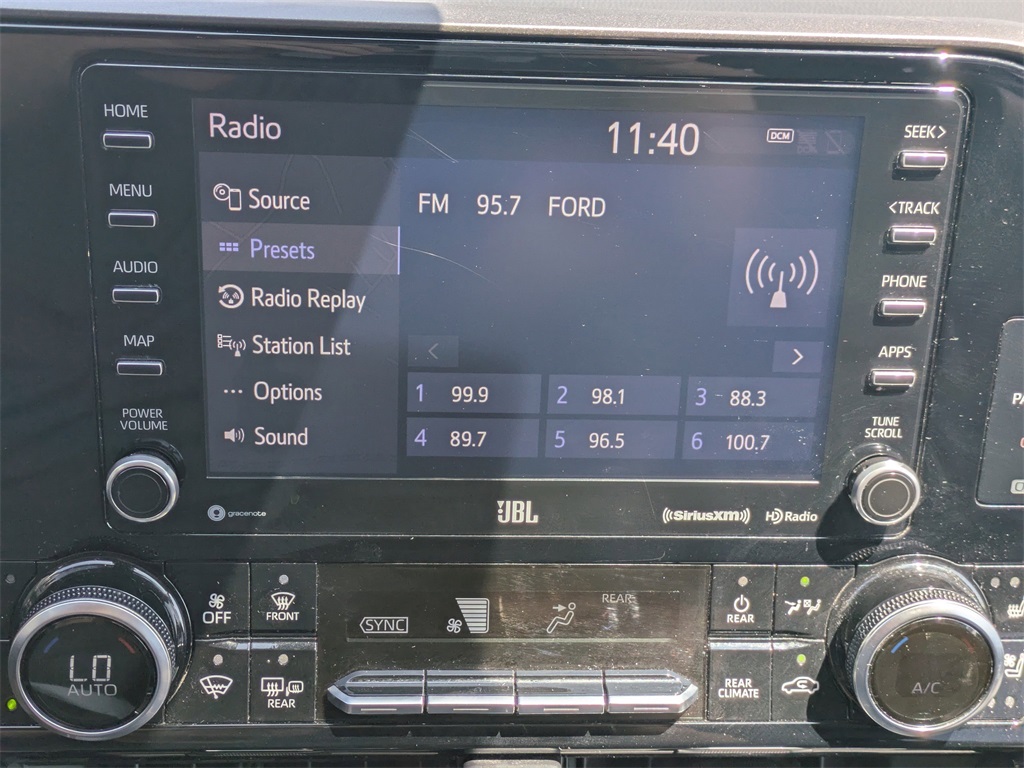 HOME
MENU
AUDIO
MAP
POWER
VOLUME
Radio
11:40
DCM
Source
Presets
Radio Replay
Station List
Options
Sound
FM 95.7 FORD
<
>
1 99.9
2 98.1
3 88.3
4 89.7
5 96.5
6 100.7
SEEK>
<TRACK
PHONE
APPS
TUNE
SCROLL
gracenote
JBL
((SiriusXM))
HD Radio
LO
AUTO
OFF
FRONT
REAR
SYNC
REAR
REAR
REAR
CLIMATE
A/C